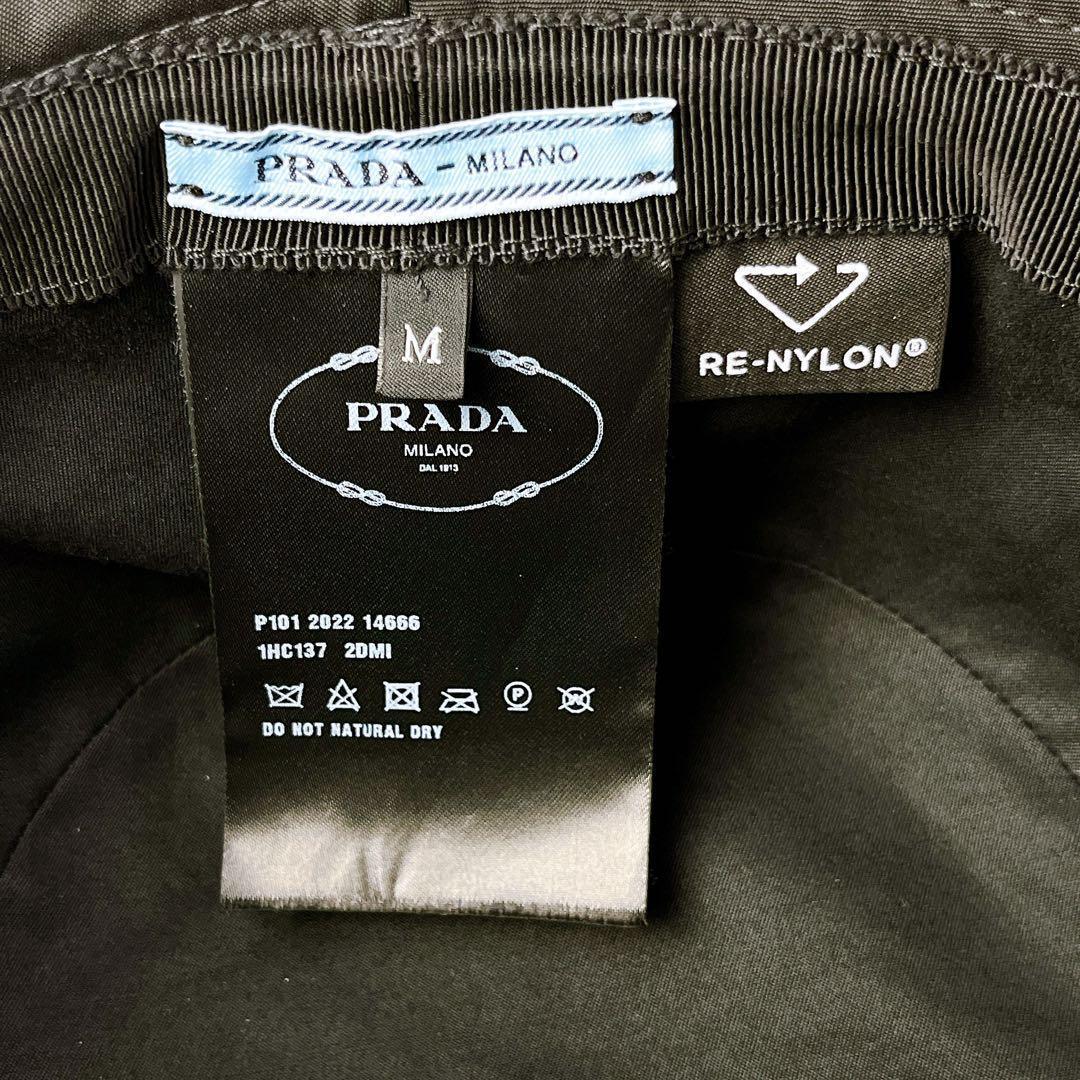 PRADA - MILANO
M
RE-NYLON®
PRADA
MILANO
DAL 1913
P101 2022 14666
1HC137 2DMI
P
W
DO NOT NATURAL DRY